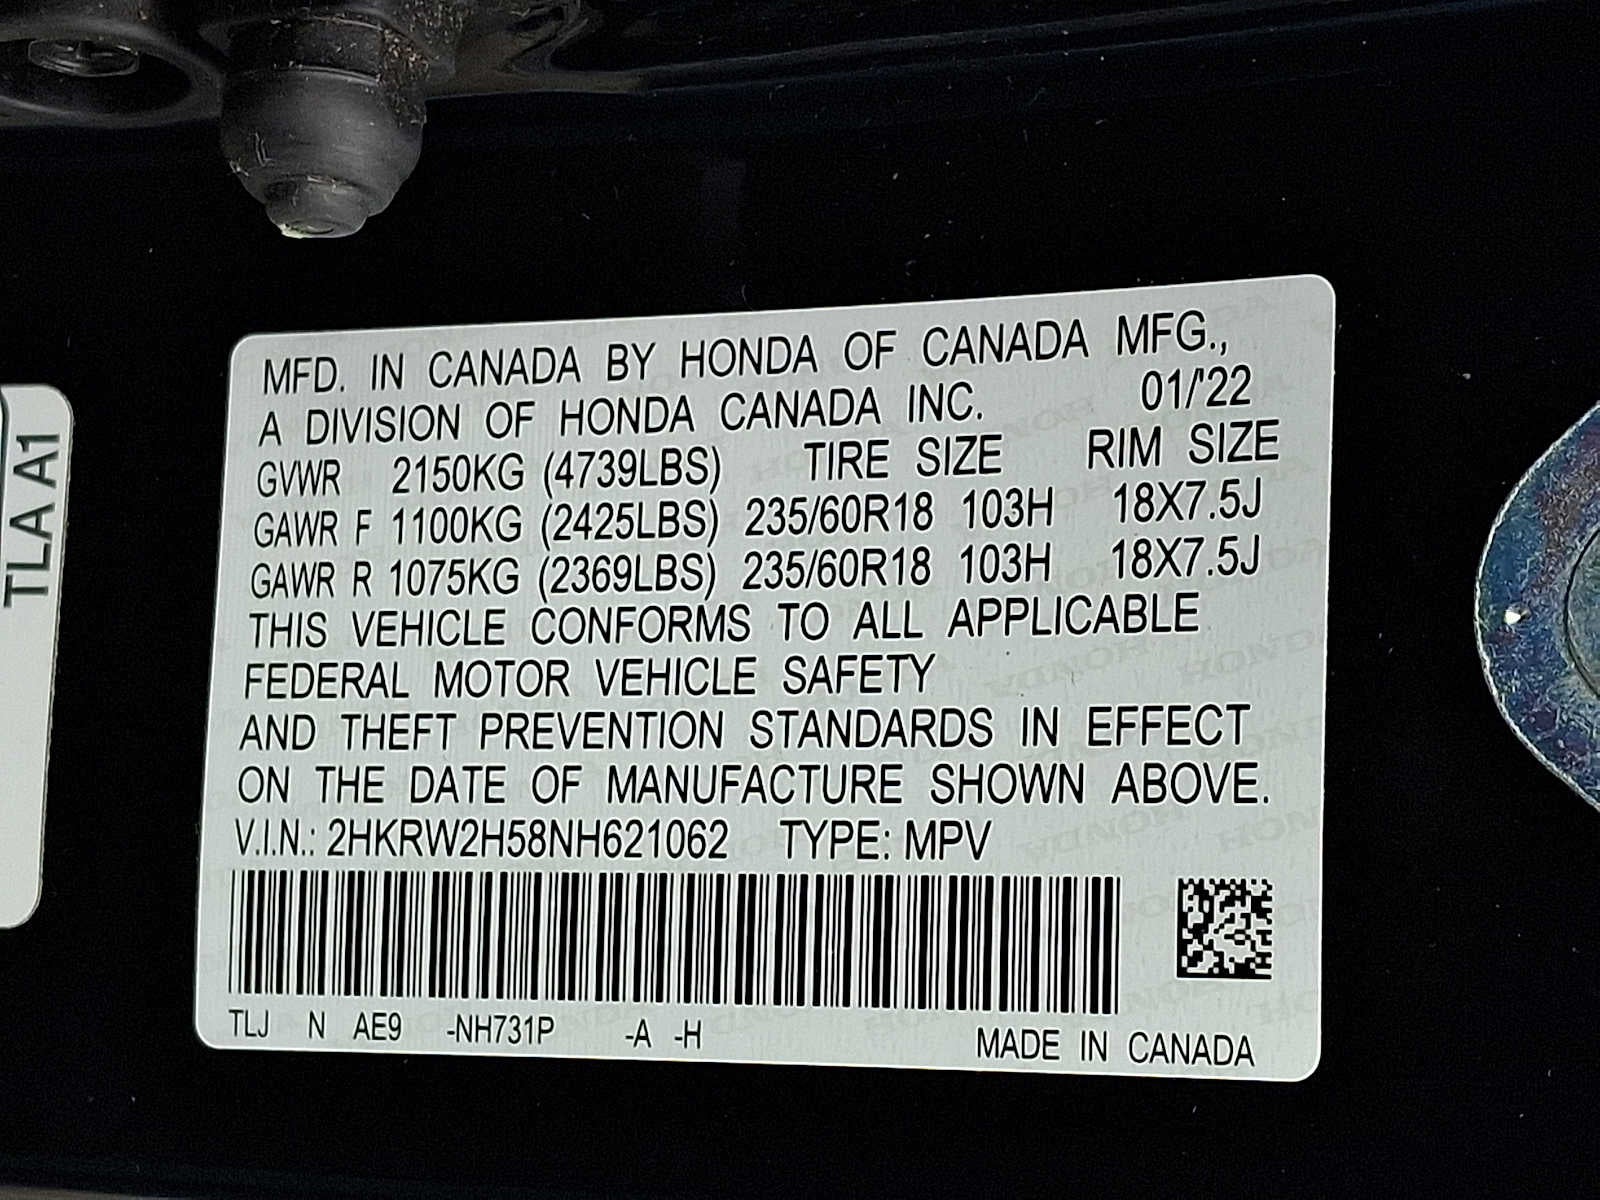 MFD. IN CANADA BY HONDA OF CANADA MFG.,
A DIVISION OF HONDA CANADA INC. 01/'22
GVWR 2150KG (4739LBS) TIRE SIZE RIM SIZE
GAWR F 1100KG (2425LBS) 235/60R18 103H 18X7.5J
GAWR R 1075KG (2369LBS) 235/60R18 103H 18X7.5J
THIS VEHICLE CONFORMS TO ALL APPLICABLE
FEDERAL MOTOR VEHICLE SAFETY
AND THEFT PREVENTION STANDARDS IN EFFECT
ON THE DATE OF MANUFACTURE SHOWN ABOVE.
V.I.N.: 2HKRW2H58NH621062 TYPE: MPV
TLJ N AE9 -NH731P -A -H MADE IN CANADA
TLA A1